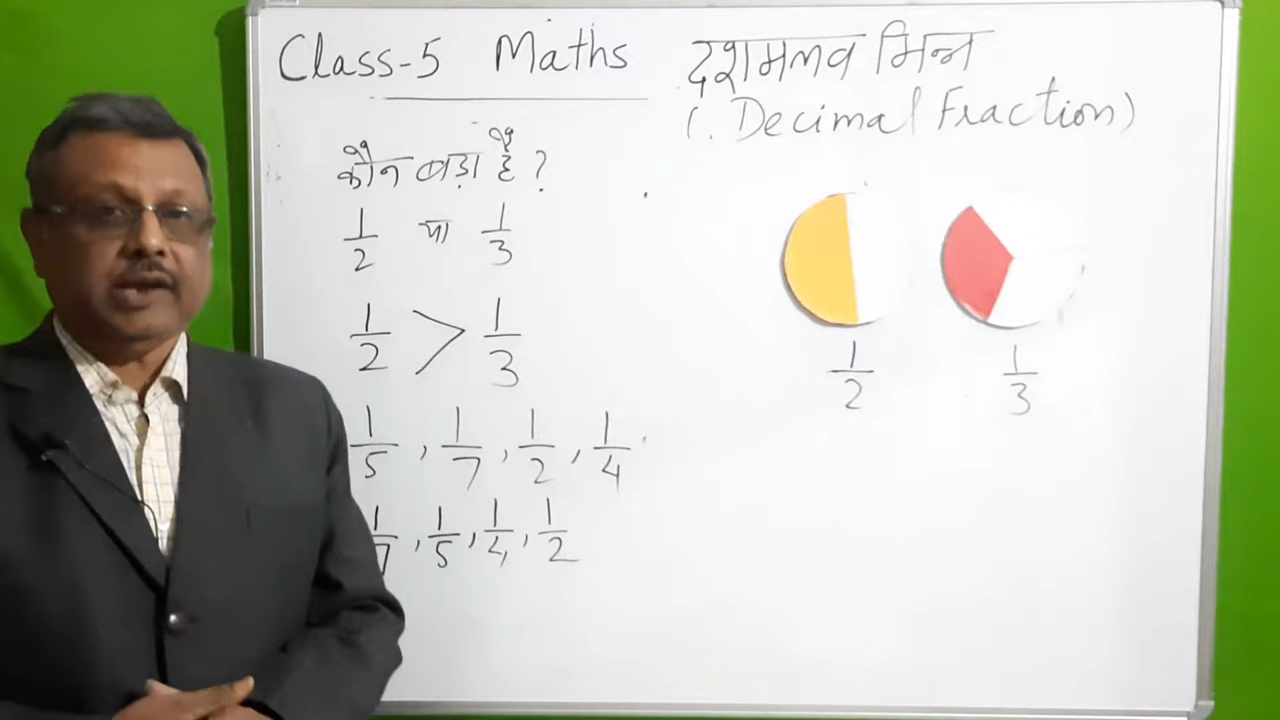 Class-5 Maths दशमलव भिन्न
(. Decimal Fraction)
कौन बड़ा है ?
1/2 या 1/3
1/2 > 1/3
1/5 , 1/7 , 1/2 , 1/4
1/7 , 1/5 , 1/4 , 1/2
1/2 1/3